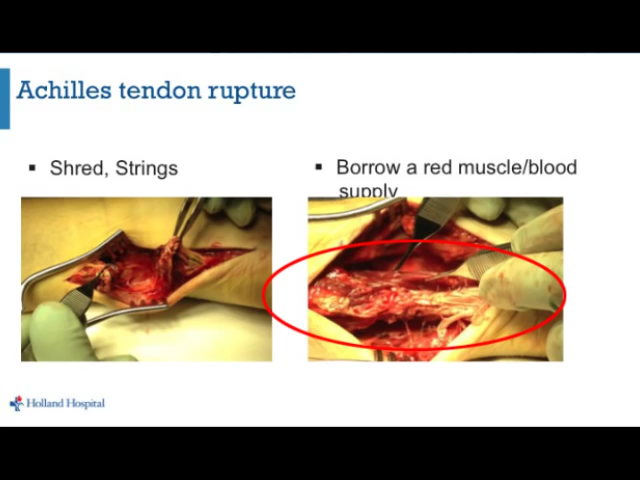 Achilles tendon rupture
▪ Shred, Strings
▪ Borrow a red muscle/blood
supply
Holland Hospital